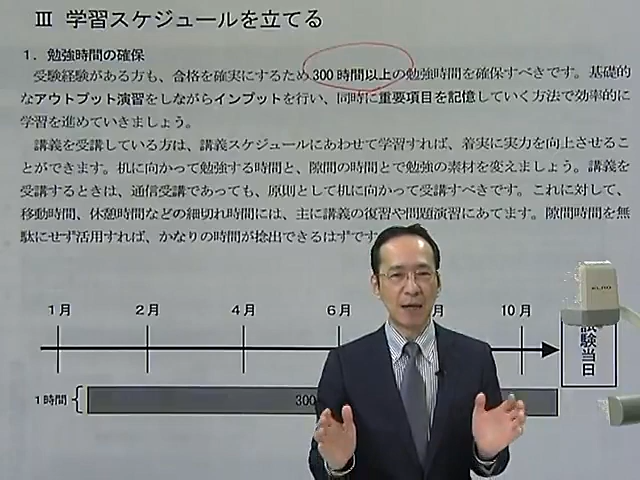 Ⅲ 学習スケジュールを立てる
1．勉強時間の確保
受験経験がある方も、合格を確実にするため300時間以上の勉強時間を確保すべきです。基礎的
なアウトプット演習をしながらインプットを行い、同時に重要項目を記憶していく方法で効率的に
学習を進めていきましょう。
講義を受講している方は、講義スケジュールにあわせて学習すれば、着実に実力を向上させるこ
とができます。机に向かって勉強する時間と、隙間の時間とで勉強の素材を変えましょう。講義を
受講するときは、通信受講であっても、原則として机に向かって受講すべきです。これに対して、
移動時間、休憩時間などの細切れ時間には、主に講義の復習や問題演習にあてます。隙間時間を無
駄にせず活用すれば、かなりの時間が捻出できるはずです
1月 2月 4月 6月 月 10月
試験当日
1時間 300
ELMO